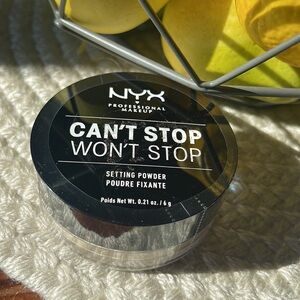 NYX
PROFESSIONAL
MAKEUP
CAN'T STOP
WON'T STOP
SETTING POWDER
POUDRE FIXANTE
Poids Net Wt. 0.21 oz. / 6 g